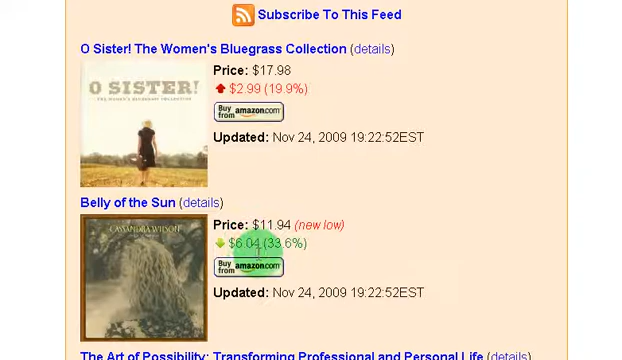 Subscribe To This Feed
O Sister! The Women's Bluegrass Collection (details)
O SISTER!
THE WOMEN'S BLUEGRASS COLLECTION
Price: $17.98
$2.99 (19.9%)
Buy from amazon.com
Updated: Nov 24, 2009 19:22:52EST
Belly of the Sun (details)
CASSANDRA WILSON
Price: $11.94 (new low)
$6.04 (33.6%)
Buy from amazon.com
Updated: Nov 24, 2009 19:22:52EST
The Art of Possibility: Transforming Professional and Personal Life (details)